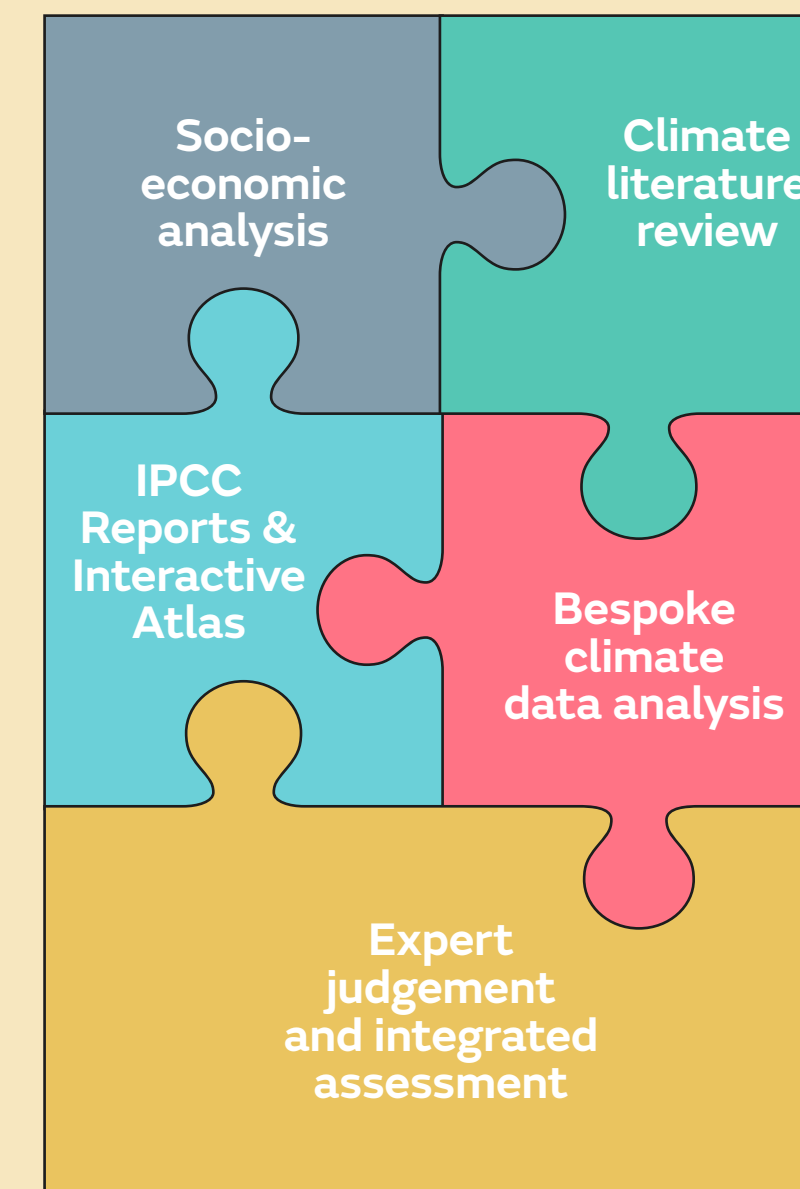 Socio-
economic
analysis
Climate
literature
review
IPCC
Reports &
Interactive
Atlas
Bespoke
climate
data analysis
Expert
judgement
and integrated
assessment